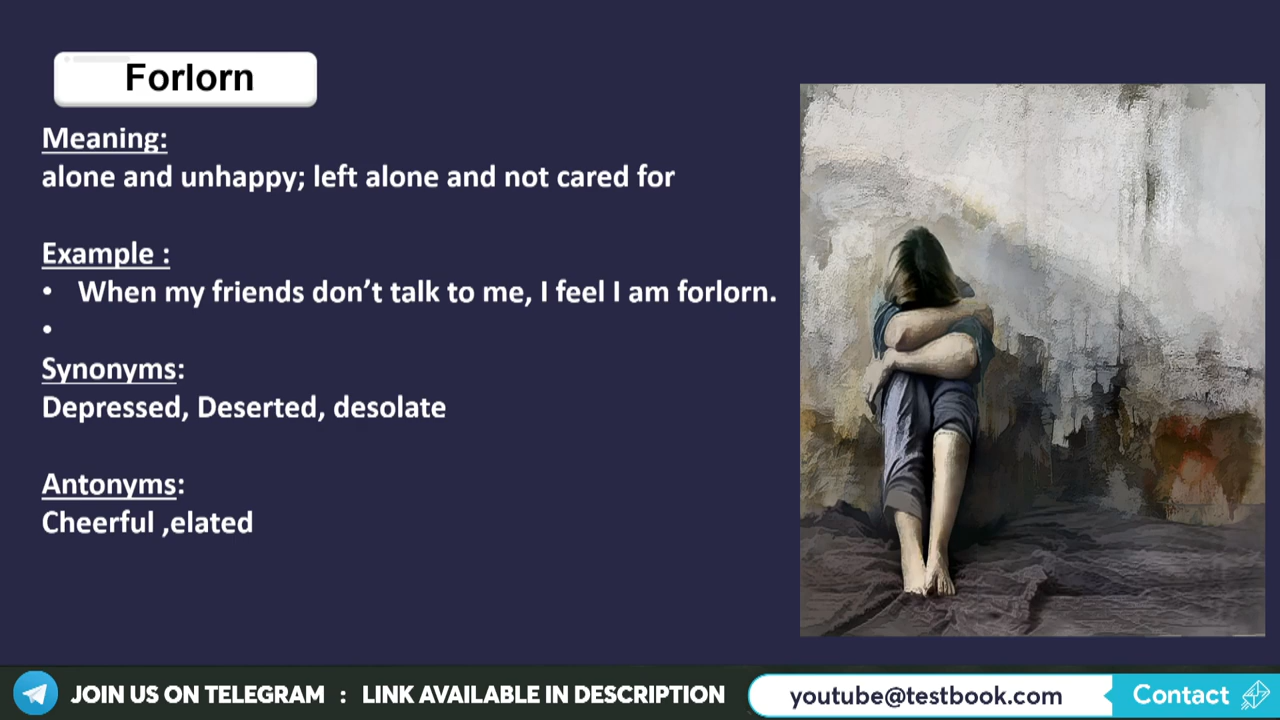 Forlorn
Meaning:
alone and unhappy; left alone and not cared for
Example :
• When my friends don’t talk to me, I feel I am forlorn.
•
Synonyms:
Depressed, Deserted, desolate
Antonyms:
Cheerful ,elated
JOIN US ON TELEGRAM : LINK AVAILABLE IN DESCRIPTION
youtube@testbook.com
Contact